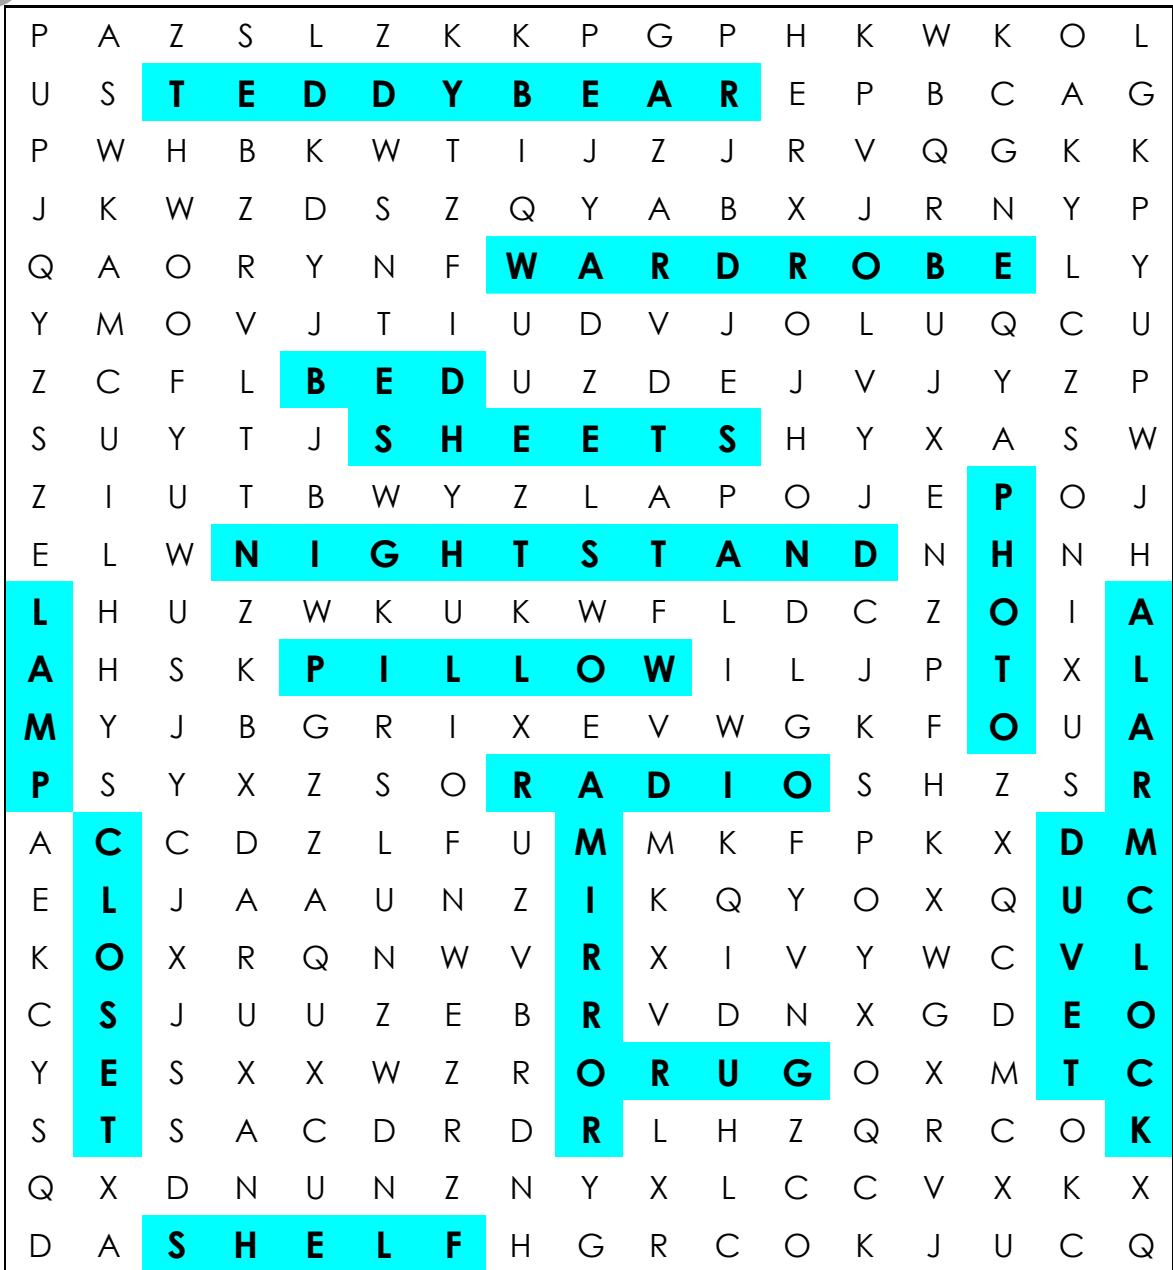 P A Z S L Z K K P G P H K W K O L
U S T E D D Y B E A R E P B C A G
P W H B K W T I J Z J R V Q G K K
J K W Z D S Z Q Y A B X J R N Y P
Q A O R Y N F W A R D R O B E L Y
Y M O V J T I U D V J O L U Q C U
Z C F L B E D U Z D E J V J Y Z P
S U Y T J S H E E T S H Y X A S W
Z I U T B W Y Z L A P O J E P O J
E L W N I G H T S T A N D N H N H
L H U Z W K U K W F L D C Z O I A
A H S K P I L L O W I L J P T X L
M Y J B G R I X E V W G K F O U A
P S Y X Z S O R A D I O S H Z S R
A C C D Z L F U M M K F P K X D M
E L J A A U N Z I K Q Y O X Q U C
K O X R Q N W V R X I V Y W C V L
C S J U U Z E B R V D N X G D E O
Y E S X X W Z R O R U G O X M T C
S T S A C D R D R L H Z Q R C O K
Q X D N U N Z N Y X L C C V X K X
D A S H E L F H G R C O K J U C Q